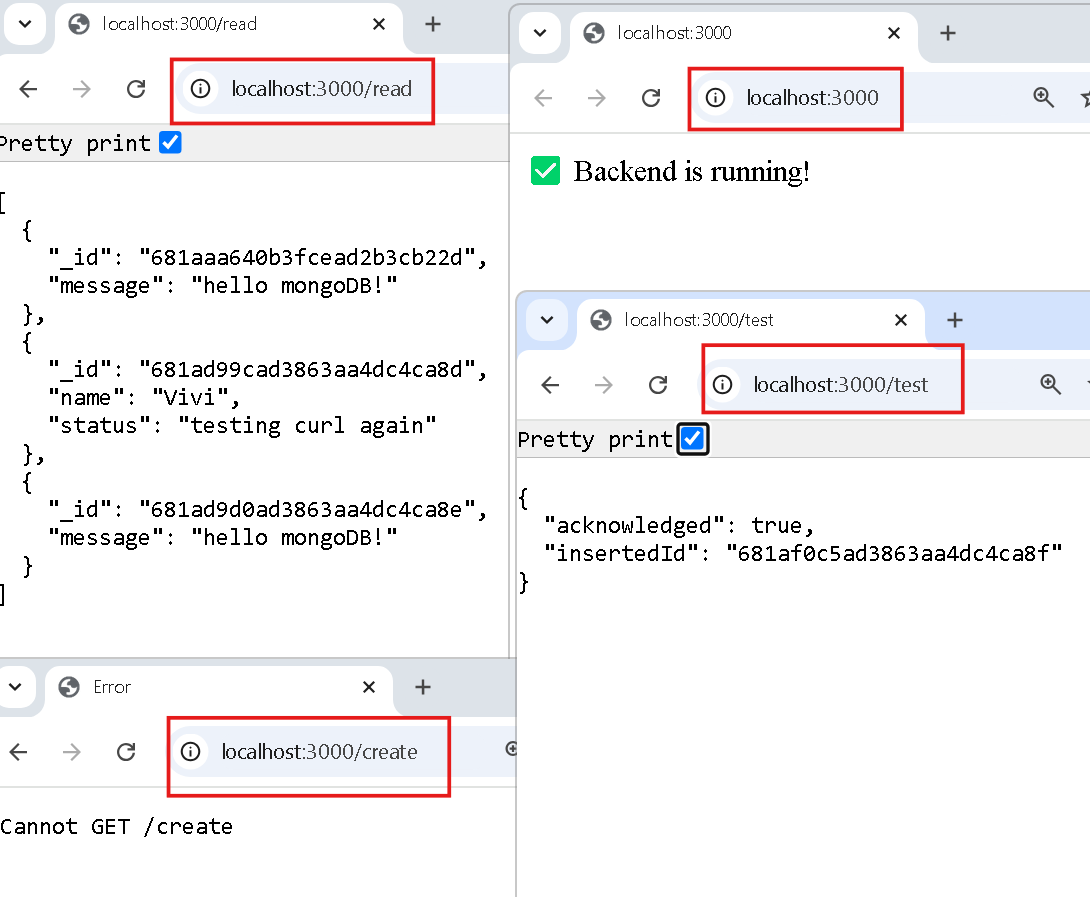 localhost:3000/read
localhost:3000/read
Pretty print
[
  {
    "_id": "681aaa640b3fcead2b3cb22d",
    "message": "hello mongoDB!"
  },
  {
    "_id": "681ad99cad3863aa4dc4ca8d",
    "name": "Vivi",
    "status": "testing curl again"
  },
  {
    "_id": "681ad9d0ad3863aa4dc4ca8e",
    "message": "hello mongoDB!"
  }
]
localhost:3000
localhost:3000
Backend is running!
localhost:3000/test
localhost:3000/test
Pretty print
{
  "acknowledged": true,
  "insertedId": "681af0c5ad3863aa4dc4ca8f"
}
Error
localhost:3000/create
Cannot GET /create